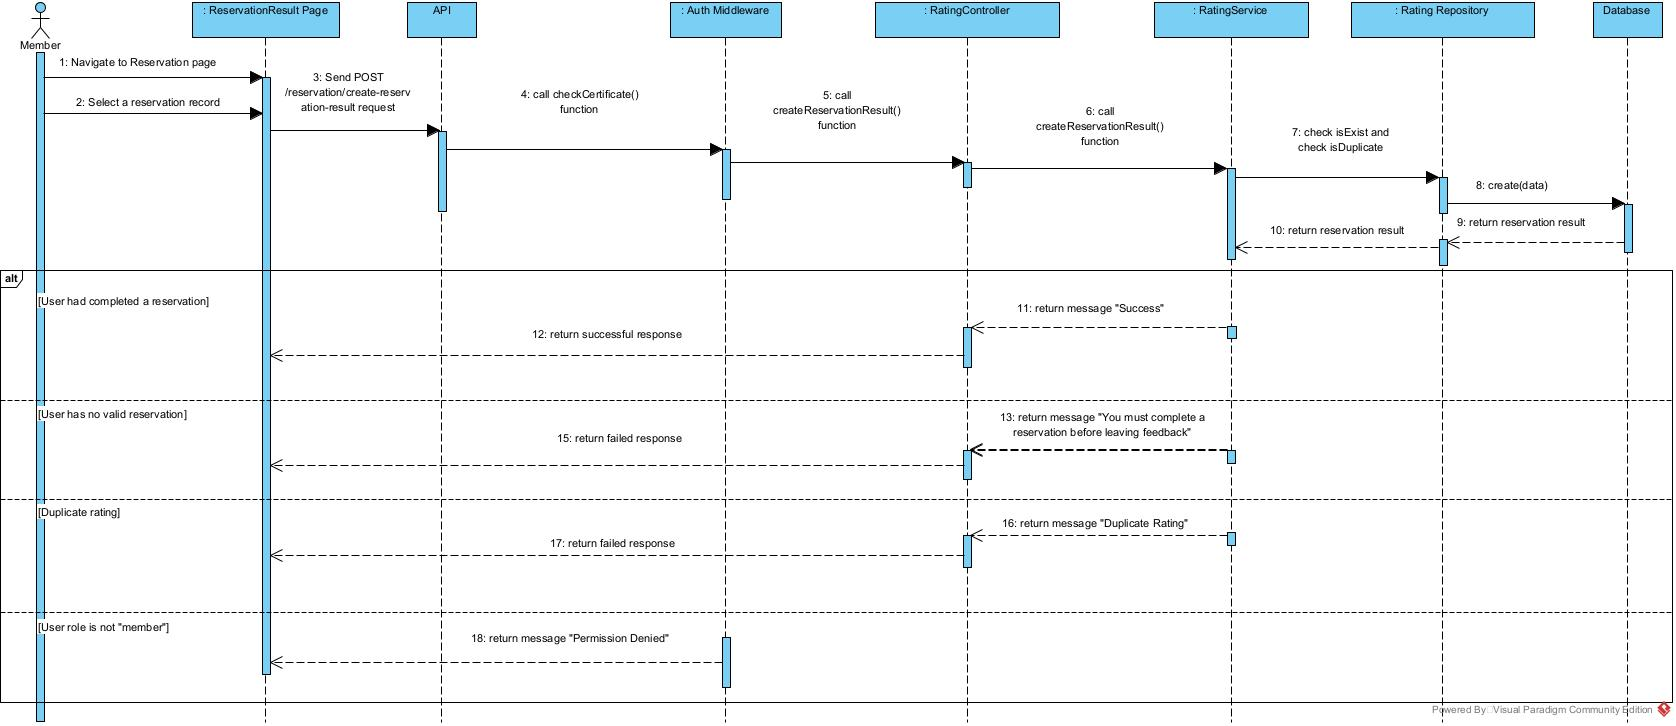 : ReservationResult Page
API
: Auth Middleware
: RatingController
: RatingService
: Rating Repository
Database
Member
1: Navigate to Reservation page
2: Select a reservation record
3: Send POST
/reservation/create-reserv
ation-result request
4: call checkCertificate()
function
5: call
createReservationResult()
function
6: call
createReservationResult()
function
7: check isExist and
check isDuplicate
8: create(data)
9: return reservation result
10: return reservation result
alt
[User had completed a reservation]
11: return message "Success"
12: return successful response
[User has no valid reservation]
13: return message "You must complete a
reservation before leaving feedback"
15: return failed response
[Duplicate rating]
16: return message "Duplicate Rating"
17: return failed response
[User role is not "member"]
18: return message "Permission Denied"
Powered By Visual Paradigm Community Edition